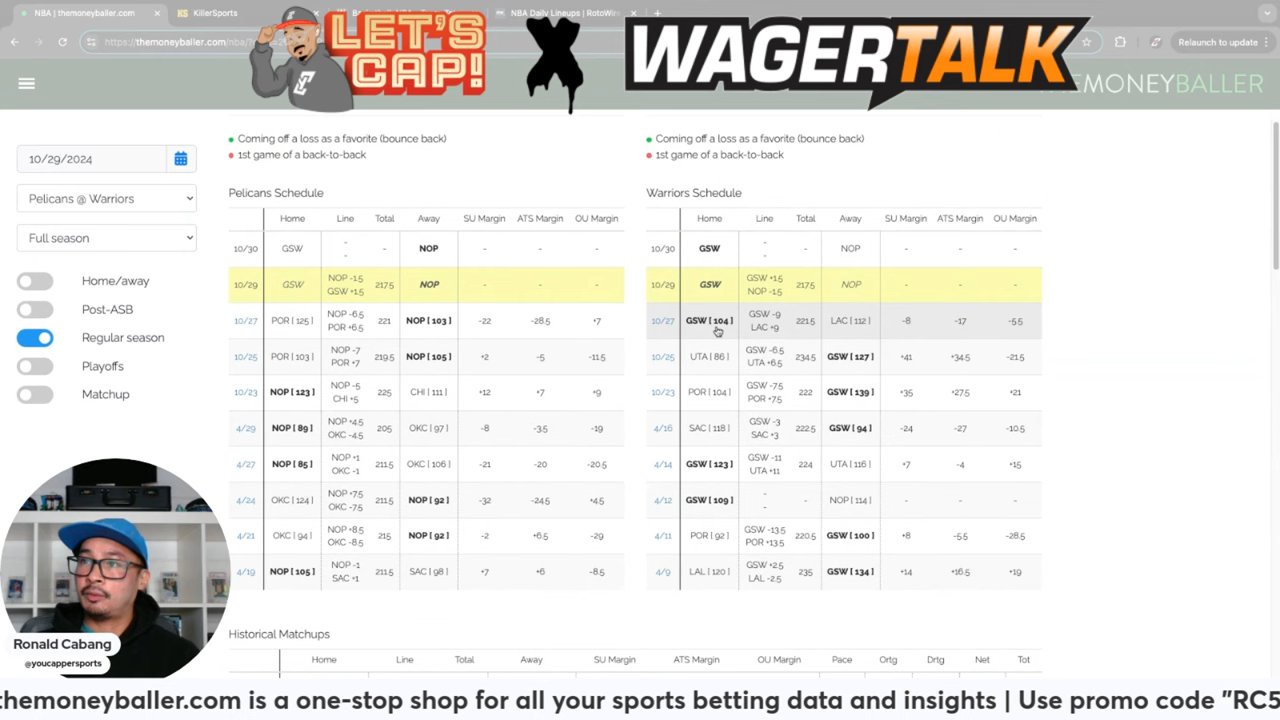 NBA | themoneyballer.com
KillerSports
NBA Daily Lineups | RotoWir
https://themoneyballer.com/nba/
Relaunch to update
LET'S CAP!
X
WAGERTALK
THEMONEYBALLER
10/29/2024
Pelicans @ Warriors
Full season
Home/away
Post-ASB
Regular season
Playoffs
Matchup
Coming off a loss as a favorite (bounce back)
1st game of a back-to-back
Pelicans Schedule
Home Line Total Away SU Margin ATS Margin OU Margin
10/30 GSW - - - NOP - - -
10/29 GSW NOP -1.5 GSW +1.5 217.5 NOP - - -
10/27 POR [ 125 ] NOP -6.5 POR +6.5 221 NOP [ 103 ] -22 -28.5 +7
10/25 POR [ 103 ] NOP -7 POR +7 219.5 NOP [ 105 ] +2 -5 -11.5
10/23 NOP [ 123 ] NOP -5 CHI +5 225 CHI [ 111 ] +12 +7 +9
4/29 NOP [ 89 ] NOP +4.5 OKC -4.5 205 OKC [ 97 ] -8 -3.5 -19
4/27 NOP [ 85 ] NOP +1 OKC -1 211.5 OKC [ 106 ] -21 -20 -20.5
4/24 OKC [ 124 ] NOP +7.5 OKC -7.5 211.5 NOP [ 92 ] -32 -24.5 +4.5
4/21 OKC [ 94 ] NOP +8.5 OKC -8.5 215 NOP [ 92 ] -2 +6.5 -29
4/19 NOP [ 105 ] NOP -1 SAC +1 211.5 SAC [ 98 ] +7 +6 -8.5
Coming off a loss as a favorite (bounce back)
1st game of a back-to-back
Warriors Schedule
Home Line Total Away SU Margin ATS Margin OU Margin
10/30 GSW - - - NOP - - -
10/29 GSW GSW +1.5 NOP -1.5 217.5 NOP - - -
10/27 GSW [ 104 ] GSW -9 LAC +9 221.5 LAC [ 112 ] -8 -17 -5.5
10/25 UTA [ 86 ] GSW -6.5 UTA +6.5 234.5 GSW [ 127 ] +41 +34.5 -21.5
10/23 POR [ 104 ] GSW -7.5 POR +7.5 222 GSW [ 139 ] +35 +27.5 +21
4/16 SAC [ 118 ] GSW -3 SAC +3 222.5 GSW [ 94 ] -24 -27 -10.5
4/14 GSW [ 123 ] GSW -11 UTA +11 224 UTA [ 116 ] +7 -4 +15
4/12 GSW [ 109 ] - - - NOP [ 114 ] - - -
4/11 POR [ 92 ] GSW -13.5 POR +13.5 220.5 GSW [ 100 ] +8 -5.5 -28.5
4/9 LAL [ 120 ] GSW +2.5 LAL -2.5 235 GSW [ 134 ] +14 +16.5 +19
Historical Matchups
Home Line Total Away SU Margin ATS Margin OU Margin Pace Ortg Drtg Net Tot
Ronald Cabang
@youcappersports
themoneyballer.com is a one-stop shop for all your sports betting data and insights | Use promo code "RC5